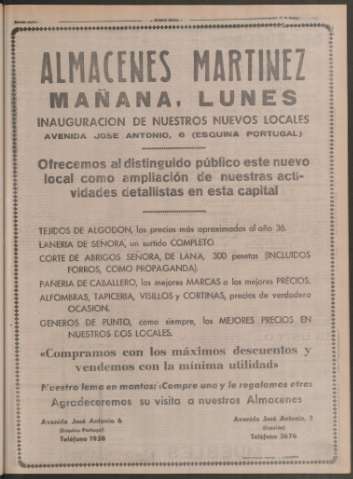 ALMACENES MARTINEZ
MAÑANA, LUNES
INAUGURACION DE NUESTROS NUEVOS LOCALES
AVENIDA JOSE ANTONIO, 6 (ESQUINA PORTUGAL)
Ofrecemos al distinguido público este nuevo
local como ampliación de nuestras acti-
vidades detallistas en esta capital
TEJIDOS DE ALGODON, los precios más aproximados al año 36.
LANERIA DE SEÑORA, un surtido COMPLETO
CORTE DE ABRIGOS SEÑORA, DE LANA, 300 pesetas (INCLUIDOS
FORROS, COMO PROPAGANDA).
PAÑERIA DE CABALLERO, las mejores MARCAS a los mejores PRECIOS.
ALFOMBRAS, TAPICERIA, VISILLOS y CORTINAS, precios de verdadera
OCASION.
GENEROS DE PUNTO, como siempre, los MEJORES PRECIOS EN
NUESTROS DOS LOCALES.
«Compramos con los máximos descuentos y
vendemos con la mínima utilidad»
Nuestro lema en mantas: «Compre una y le regalamos otra»
Agradeceremos su visita a nuestros Almacenes
Avenida José Antonio, 6
(Esquina Portugal)
Teléfono 1938
Avenida José Antonio,
Teléfono 3676